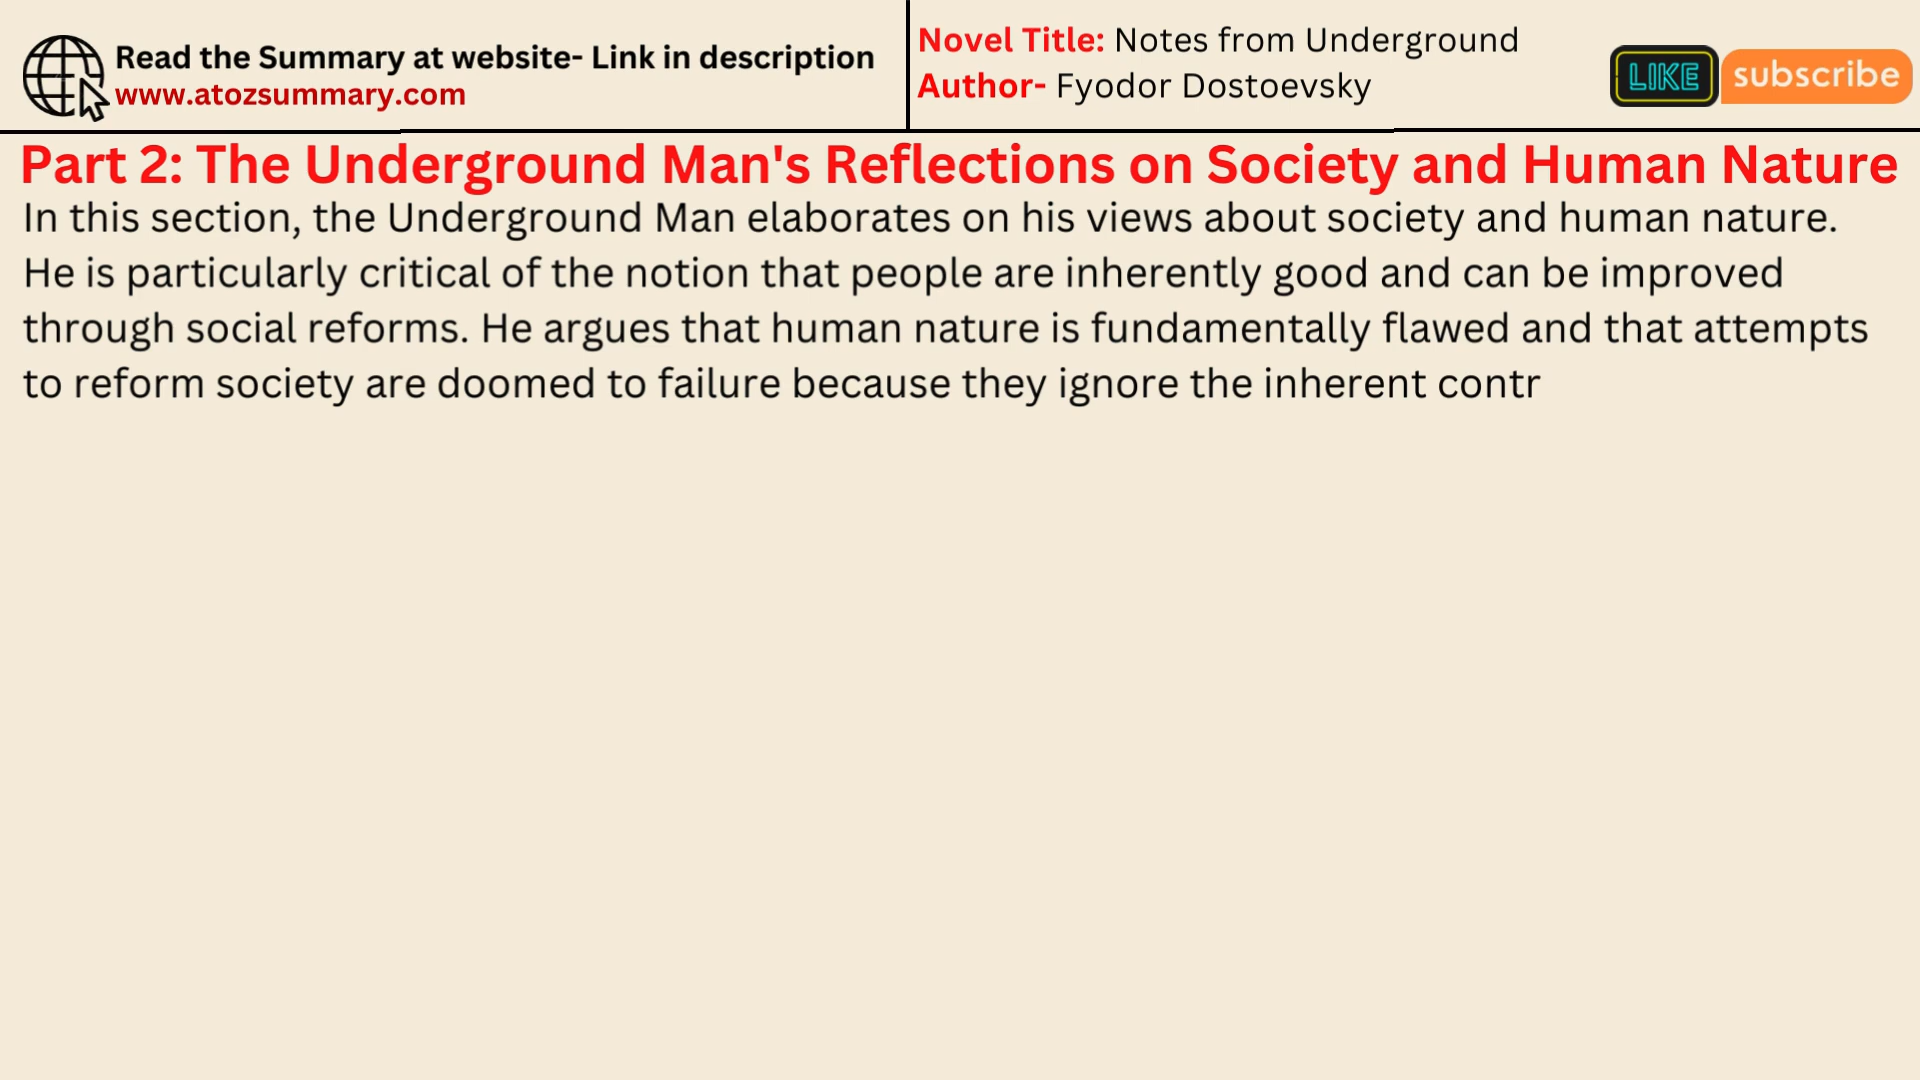 Read the Summary at website- Link in description
www.atozsummary.com
Novel Title: Notes from Underground
Author- Fyodor Dostoevsky
LIKE
subscribe
Part 2: The Underground Man's Reflections on Society and Human Nature
In this section, the Underground Man elaborates on his views about society and human nature.
He is particularly critical of the notion that people are inherently good and can be improved
through social reforms. He argues that human nature is fundamentally flawed and that attempts
to reform society are doomed to failure because they ignore the inherent contr